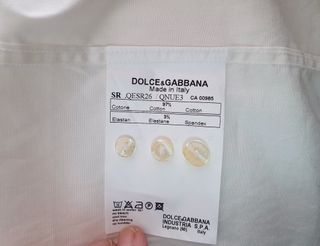 DOLCE&GABBANA
Made in Italy
SR .QESR26 / QNUE3 CA 00985
97%
Cotone Cotton Cotton
3%
Elastan Elastane Spandex
DOLCE&GABBANA
INDUSTRIA S.P.A.
Legnano (MI) Italy